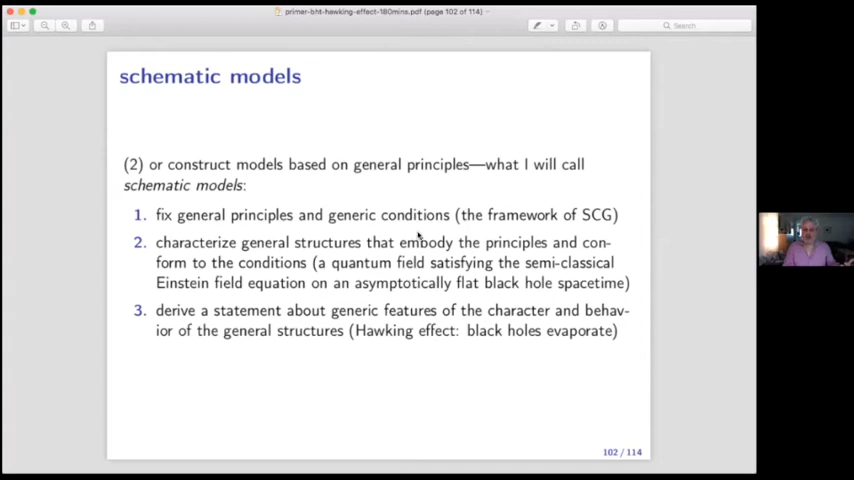 primer-bht-hawking-effect-180mins.pdf (page 102 of 114)
Search
schematic models
(2) or construct models based on general principles—what I will call
schematic models:
1. fix general principles and generic conditions (the framework of SCG)
2. characterize general structures that embody the principles and con-
form to the conditions (a quantum field satisfying the semi-classical
Einstein field equation on an asymptotically flat black hole spacetime)
3. derive a statement about generic features of the character and behav-
ior of the general structures (Hawking effect: black holes evaporate)
102 / 114